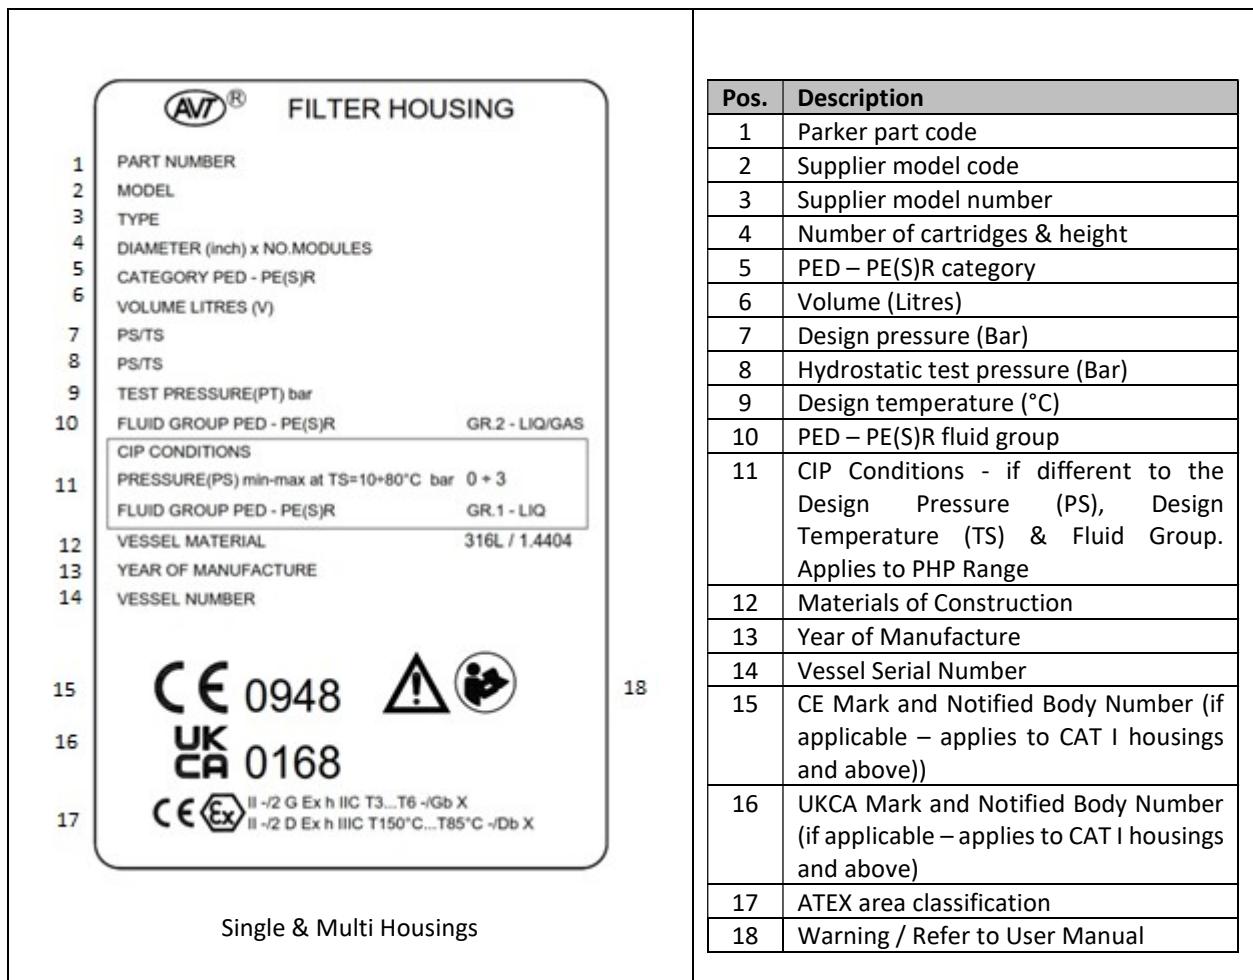 AVT® FILTER HOUSING
1 PART NUMBER
2 MODEL
3 TYPE
4 DIAMETER (inch) x NO.MODULES
5 CATEGORY PED - PE(S)R
6 VOLUME LITRES (V)
7 PS/TS
8 PS/TS
9 TEST PRESSURE(PT) bar
10 FLUID GROUP PED - PE(S)R GR.2 - LIQ/GAS
CIP CONDITIONS
11 PRESSURE(PS) min-max at TS=10÷80°C bar 0 ÷ 3
FLUID GROUP PED - PE(S)R GR.1 - LIQ
12 VESSEL MATERIAL 316L / 1.4404
13 YEAR OF MANUFACTURE
14 VESSEL NUMBER
15 CE 0948 18
16 UK
CA 0168
17 CE Ex II -/2 G Ex h IIC T3...T6 -/Gb X
II -/2 D Ex h IIIC T150°C...T85°C -/Db X
Single & Multi Housings
Pos. Description
1 Parker part code
2 Supplier model code
3 Supplier model number
4 Number of cartridges & height
5 PED – PE(S)R category
6 Volume (Litres)
7 Design pressure (Bar)
8 Hydrostatic test pressure (Bar)
9 Design temperature (°C)
10 PED – PE(S)R fluid group
11 CIP Conditions - if different to the
Design Pressure (PS), Design
Temperature (TS) & Fluid Group.
Applies to PHP Range
12 Materials of Construction
13 Year of Manufacture
14 Vessel Serial Number
15 CE Mark and Notified Body Number (if
applicable – applies to CAT I housings
and above))
16 UKCA Mark and Notified Body Number
(if applicable – applies to CAT I housings
and above)
17 ATEX area classification
18 Warning / Refer to User Manual